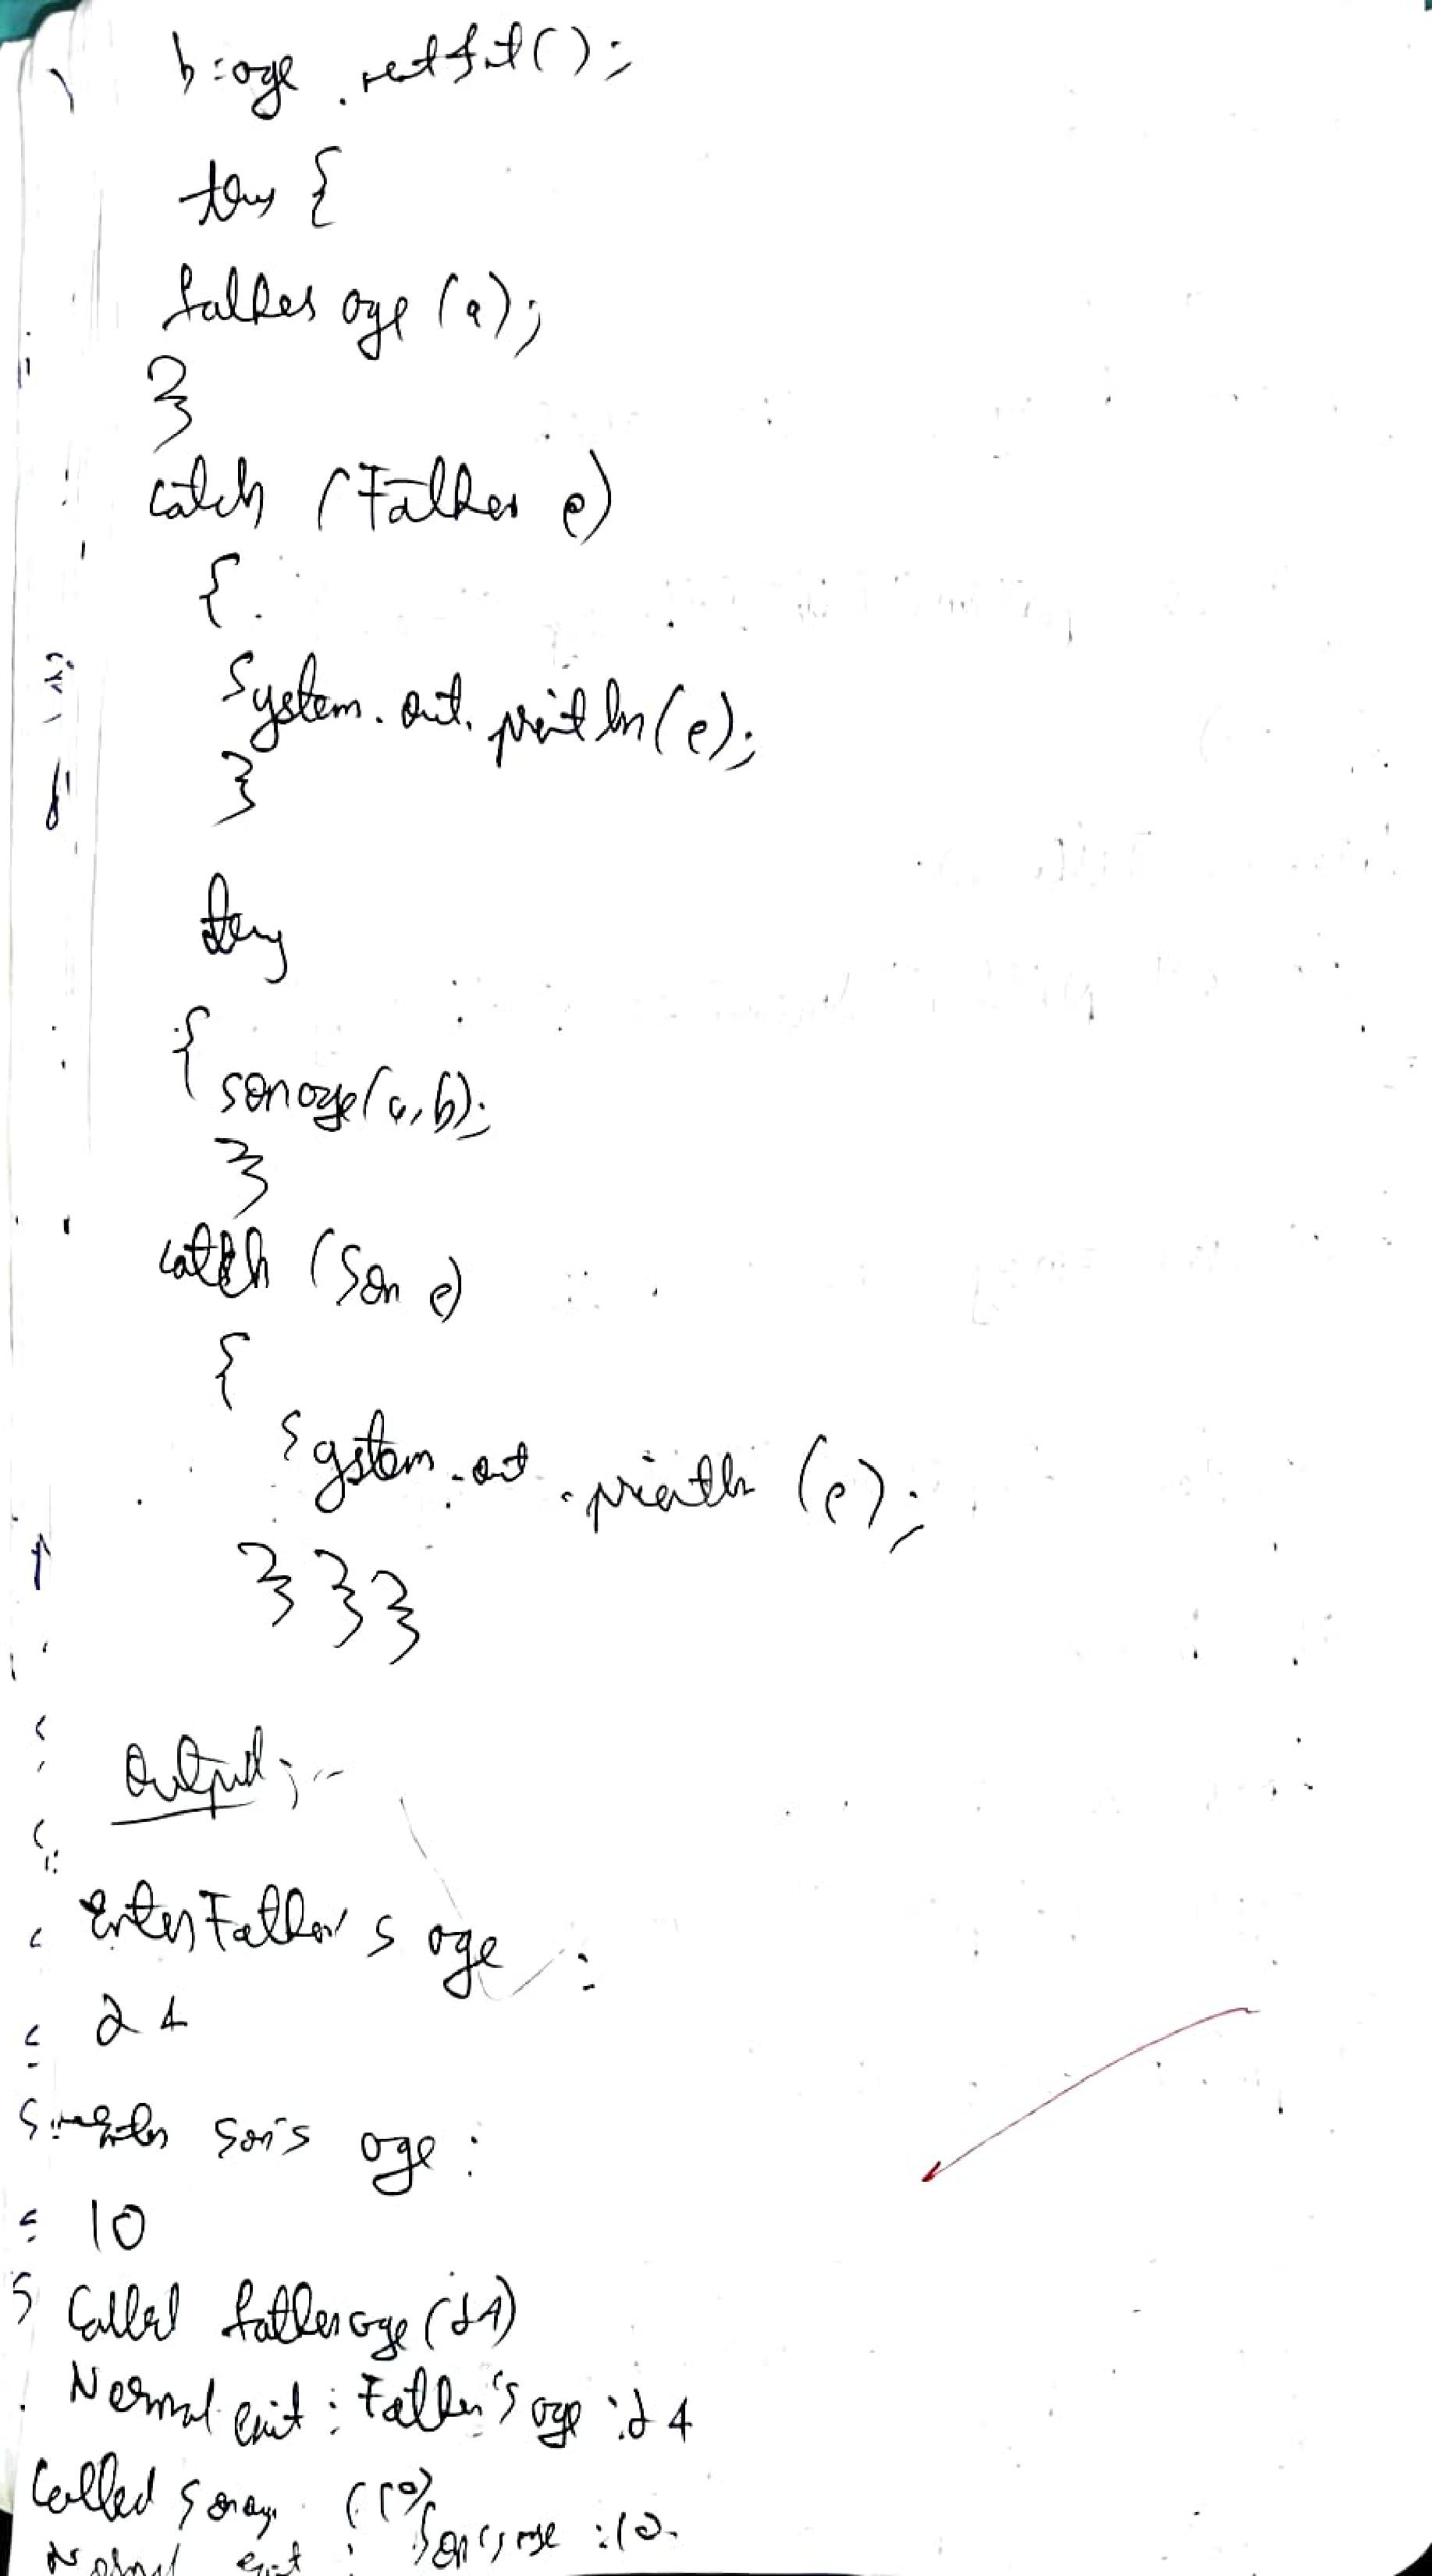 b=age.nextInt();
try {
fatherage(a);
}
catch (Father e)
{
System.out.println(e);
}
try
{
sonage(a,b);
}
catch (Son e)
{
System.out.println(e);
}}}
Output:-
Enter Father's age :
24
Enter son's age :
10
Called fatherage(24)
Normal exit : Father's age : 24
Called sonage (10)
Normal exit : Son's age : 10.